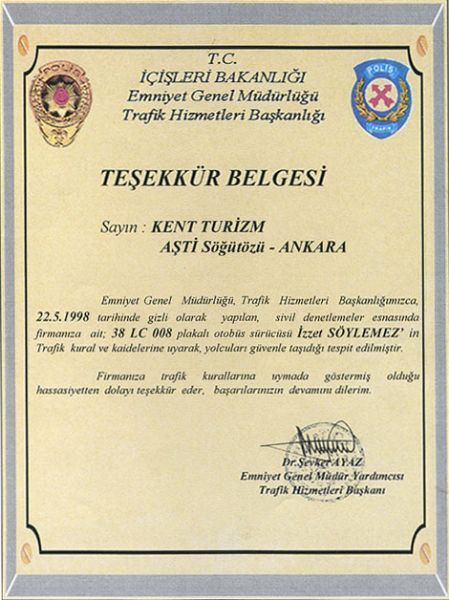 POLİS
T.C.
İÇİŞLERİ BAKANLIĞI
Emniyet Genel Müdürlüğü
Trafik Hizmetleri Başkanlığı
POLİS
TRAFİK
TEŞEKKÜR BELGESİ
Sayın : KENT TURİZM
AŞTİ Söğütözü - ANKARA
Emniyet Genel Müdürlüğü, Trafik Hizmetleri Başkanlığımızca,
22.5.1998 tarihinde gizli olarak yapılan, sivil denetlemeler esnasında
firmanıza ait; 38 LC 008 plakalı otobüs sürücüsü İzzet SÖYLEMEZ' in
Trafik kural ve kaidelerine uyarak, yolcuları güvenle taşıdığı tespit edilmiştir.
Firmanıza trafik kurallarına uymada göstermiş olduğu
hassasiyetten dolayı teşekkür eder, başarılarınızın devamını dilerim.
Dr.Şevket AYAZ
Emniyet Genel Müdür Yardımcısı
Trafik Hizmetleri Başkanı